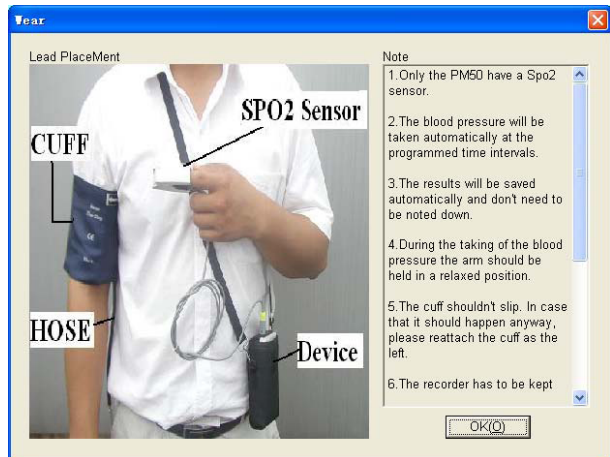 Wear
Lead PlaceMent
Note
SPO2 Sensor
CUFF
HOSE
Device
1.Only the PM50 have a Spo2
sensor.
2.The blood pressure will be
taken automatically at the
programmed time intervals.
3.The results will be saved
automatically and don't need to
be noted down.
4.During the taking of the blood
pressure the arm should be
held in a relaxed position.
5.The cuff shouldn't slip. In case
that it should happen anyway,
please reattach the cuff as the
left.
6.The recorder has to be kept
OK(O)